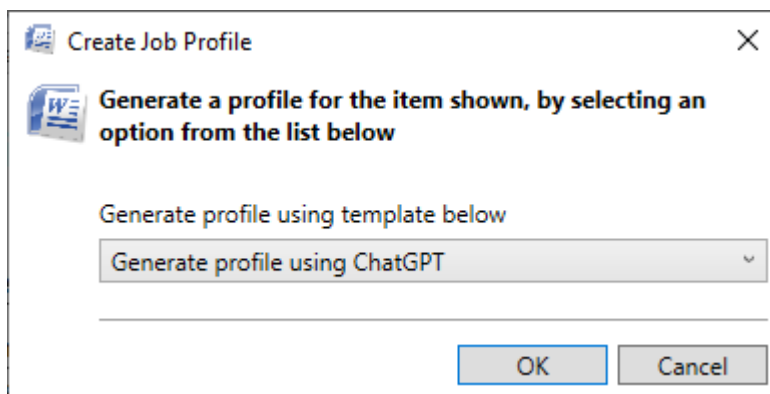 Create Job Profile
Generate a profile for the item shown, by selecting an
option from the list below
Generate profile using template below
Generate profile using ChatGPT
OK
Cancel